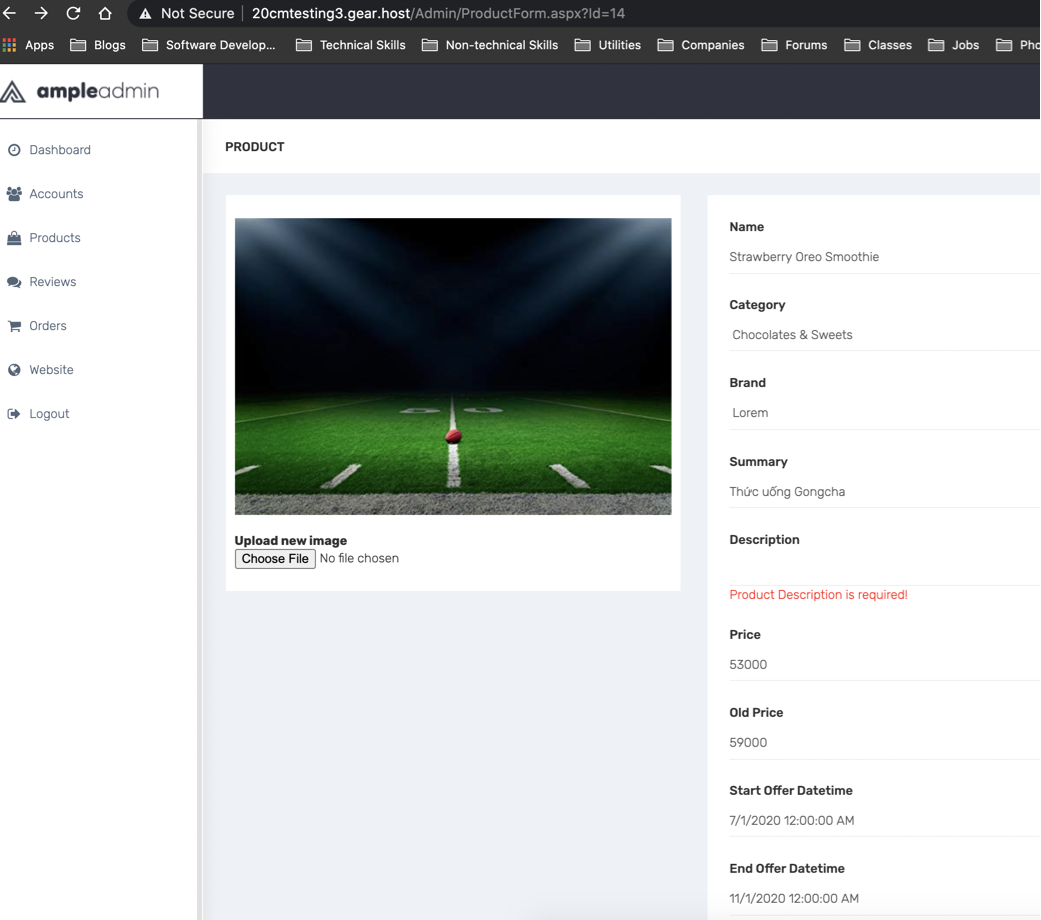 Not Secure 20cmtesting3.gear.host/Admin/ProductForm.aspx?Id=14
Apps Blogs Software Develop... Technical Skills Non-technical Skills Utilities Companies Forums Classes Jobs Pho
ampleadmin
Dashboard
Accounts
Products
Reviews
Orders
Website
Logout
PRODUCT
50
Upload new image
Choose File No file chosen
Name
Strawberry Oreo Smoothie
Category
Chocolates & Sweets
Brand
Lorem
Summary
Thức uống Gongcha
Description
Product Description is required!
Price
53000
Old Price
59000
Start Offer Datetime
7/1/2020 12:00:00 AM
End Offer Datetime
11/1/2020 12:00:00 AM